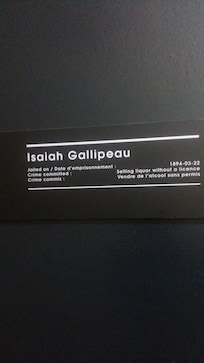 Isaiah Gallipeau
Jailed on / Date d'emprisonnement : 1894-03-22
Crime committed : Selling liquor without a licence
Crime commis : Vendre de l'alcool sans permis